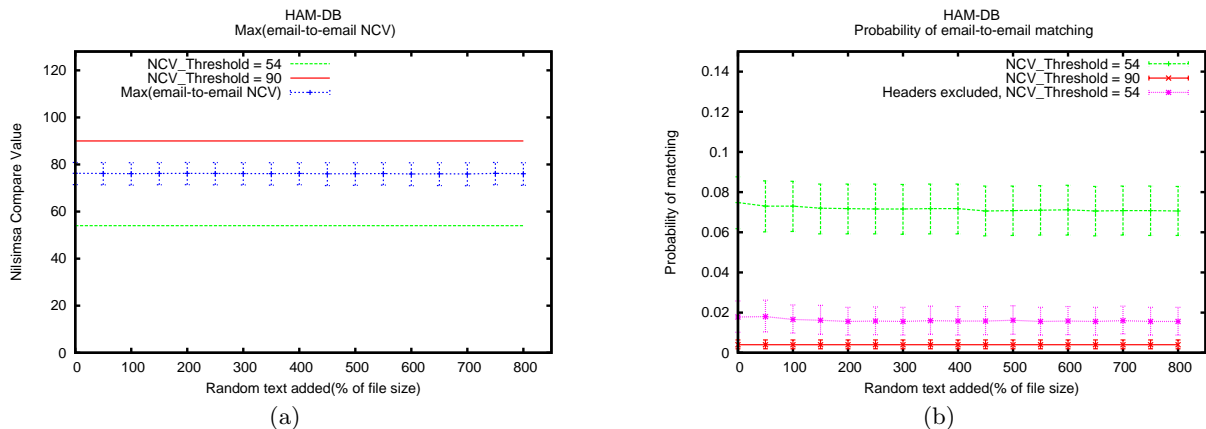 HAM-DB
Max(email-to-email NCV)
NCV_Threshold = 54
NCV_Threshold = 90
Max(email-to-email NCV)
Nilsimsa Compare Value
120
100
80
60
40
20
0
0 100 200 300 400 500 600 700 800
Random text added(% of file size)
(a)
HAM-DB
Probability of email-to-email matching
NCV_Threshold = 54
NCV_Threshold = 90
Headers excluded, NCV_Threshold = 54
Probability of matching
0.14
0.12
0.1
0.08
0.06
0.04
0.02
0
0 100 200 300 400 500 600 700 800
Random text added(% of file size)
(b)